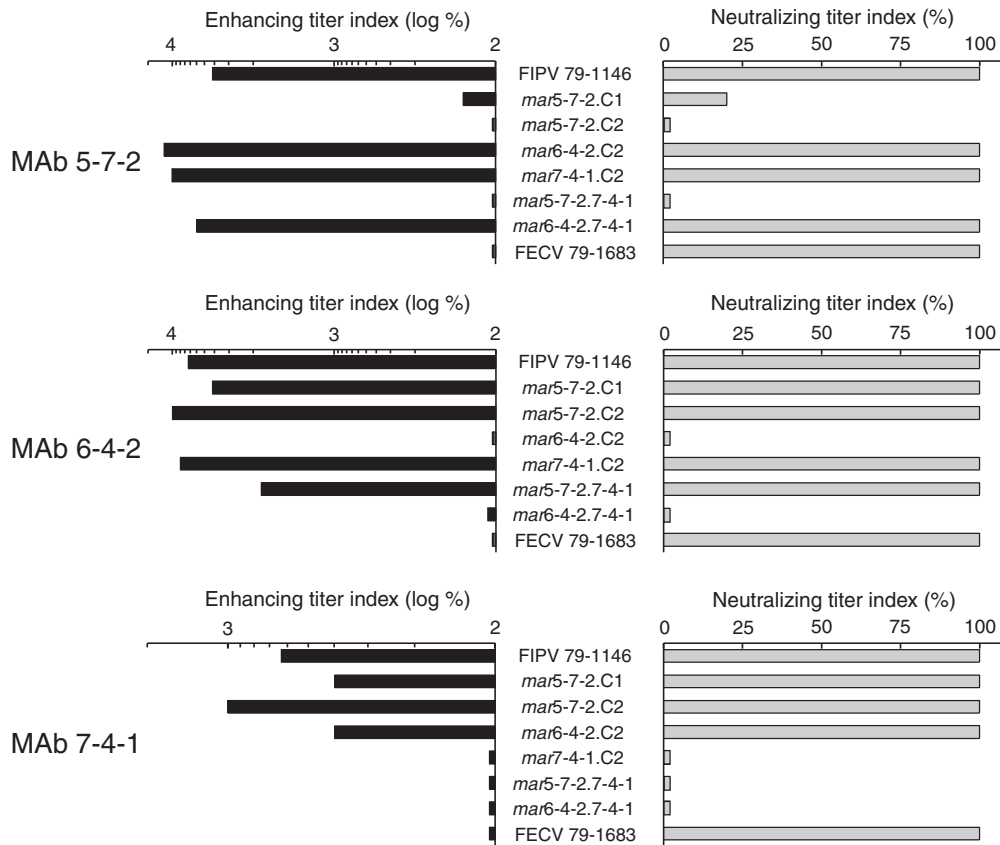 Enhancing titer index (log %) Neutralizing titer index (%)
4 3 2 0 25 50 75 100
FIPV 79-1146
mar5-7-2.C1
mar5-7-2.C2
mar6-4-2.C2
MAb 5-7-2
mar7-4-1.C2
mar5-7-2.7-4-1
mar6-4-2.7-4-1
FECV 79-1683
Enhancing titer index (log %) Neutralizing titer index (%)
4 3 2 0 25 50 75 100
FIPV 79-1146
mar5-7-2.C1
mar5-7-2.C2
mar6-4-2.C2
MAb 6-4-2
mar7-4-1.C2
mar5-7-2.7-4-1
mar6-4-2.7-4-1
FECV 79-1683
Enhancing titer index (log %) Neutralizing titer index (%)
3 2 0 25 50 75 100
FIPV 79-1146
mar5-7-2.C1
mar5-7-2.C2
mar6-4-2.C2
MAb 7-4-1
mar7-4-1.C2
mar5-7-2.7-4-1
mar6-4-2.7-4-1
FECV 79-1683